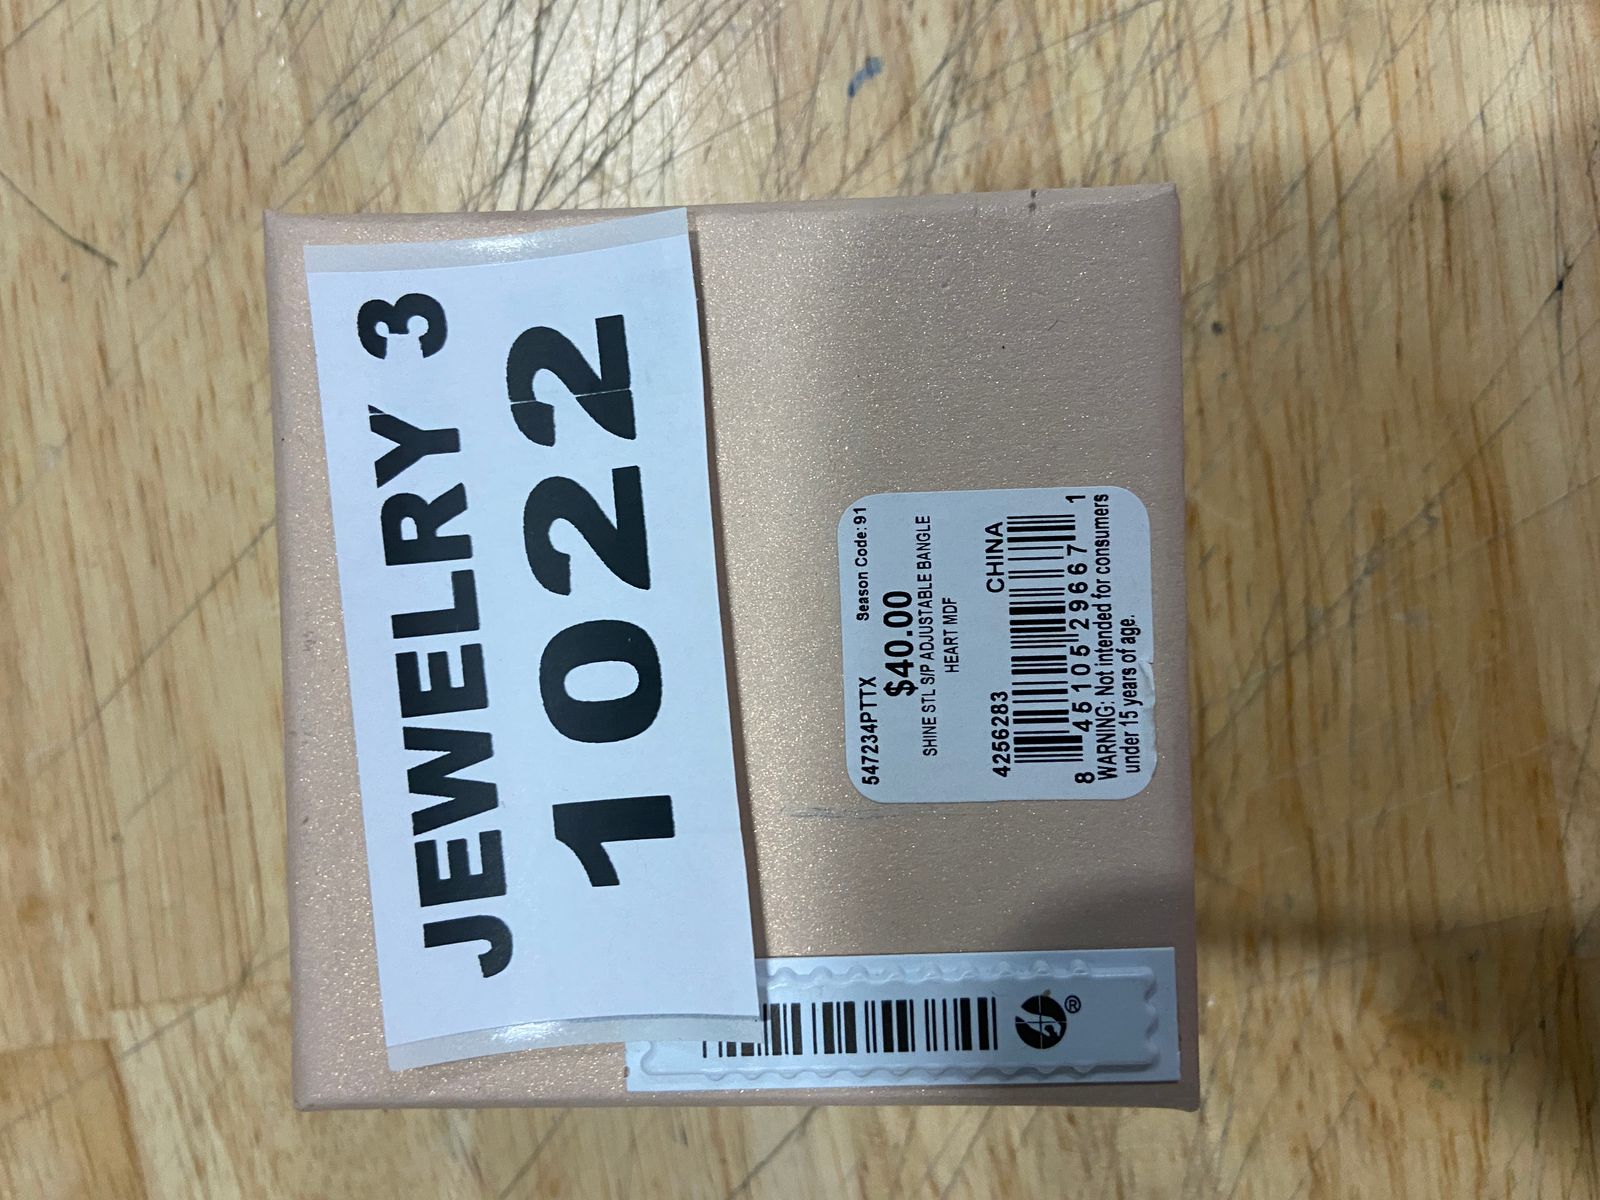 JEWELRY 3
1022
547234PTTX Season Code: 91
$40.00
SHINE STL S/P ADJUSTABLE BANGLE
HEART MDF
4256283 CHINA
8 45105 29667 1
WARNING: Not intended for consumers
under 15 years of age.
®